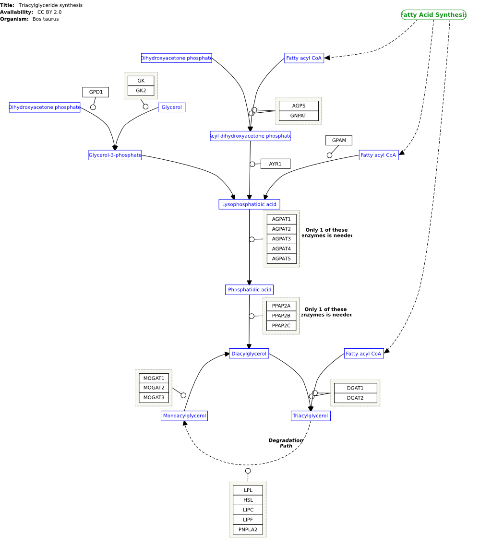 Title: Triacylglyceride synthesis
Availability: CC BY 2.0
Organism: Bos taurus
Fatty Acid Synthesis
Dihydroxyacetone phosphate
Fatty acyl CoA
GK
GK2
GPD1
Dihydroxyacetone phosphate
Glycerol
AGPS
GNPAT
acyl dihydroxyacetone phosphate
GPAM
Glycerol-3-phosphate
Fatty acyl CoA
AYR1
Lysophosphatidic acid
AGPAT1
AGPAT2
AGPAT3
AGPAT4
AGPAT5
Only 1 of these
enzymes is needed
Phosphatidic acid
PPAP2A
PPAP2B
PPAP2C
Only 1 of these
enzymes is needed
Diacylglycerol
Fatty acyl CoA
MOGAT1
MOGAT2
MOGAT3
DGAT1
DGAT2
Monoacylglycerol
Triacylglycerol
Degradation
Path
LPL
HSL
LIPC
LIPF
PNPLA2